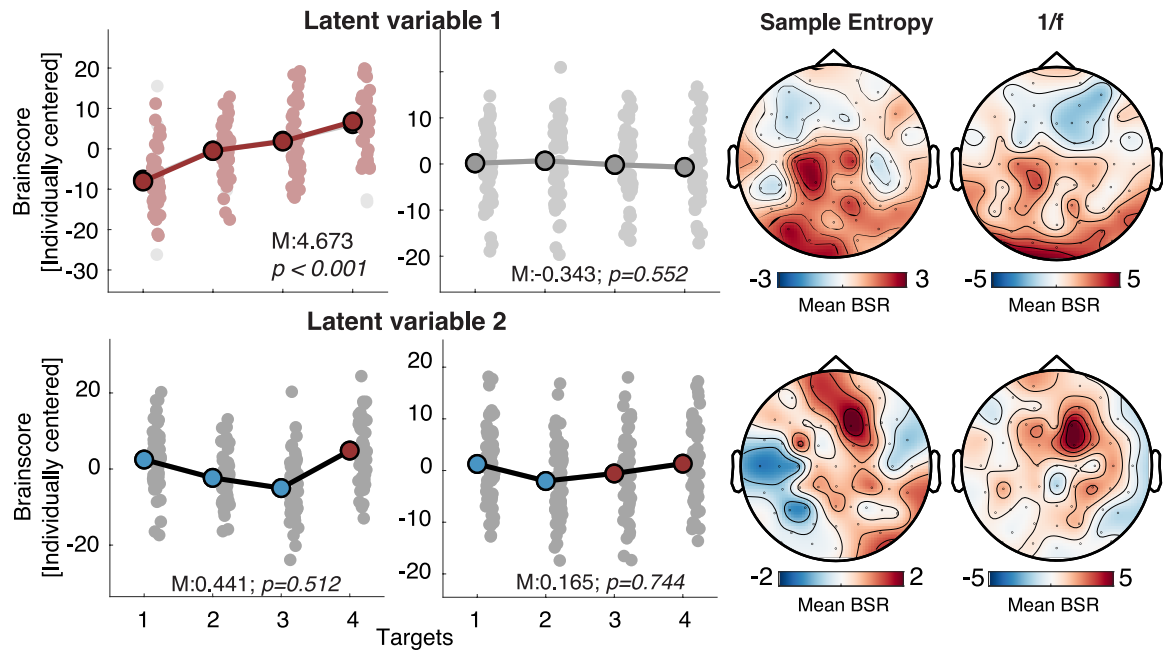 Latent variable 1
Sample Entropy
1/f
Brainscore
[Individually centered]
20
10
0
-10
-20
-30
M:4.673
p < 0.001
10
0
-10
-20
M:-0.343; p=0.552
-3
3
Mean BSR
-5
5
Mean BSR
Latent variable 2
Brainscore
[Individually centered]
20
0
-20
M:0.441; p=0.512
1
2
3
4
20
10
0
-10
-20
M:0.165; p=0.744
1
2
3
4
Targets
-2
2
Mean BSR
-5
5
Mean BSR